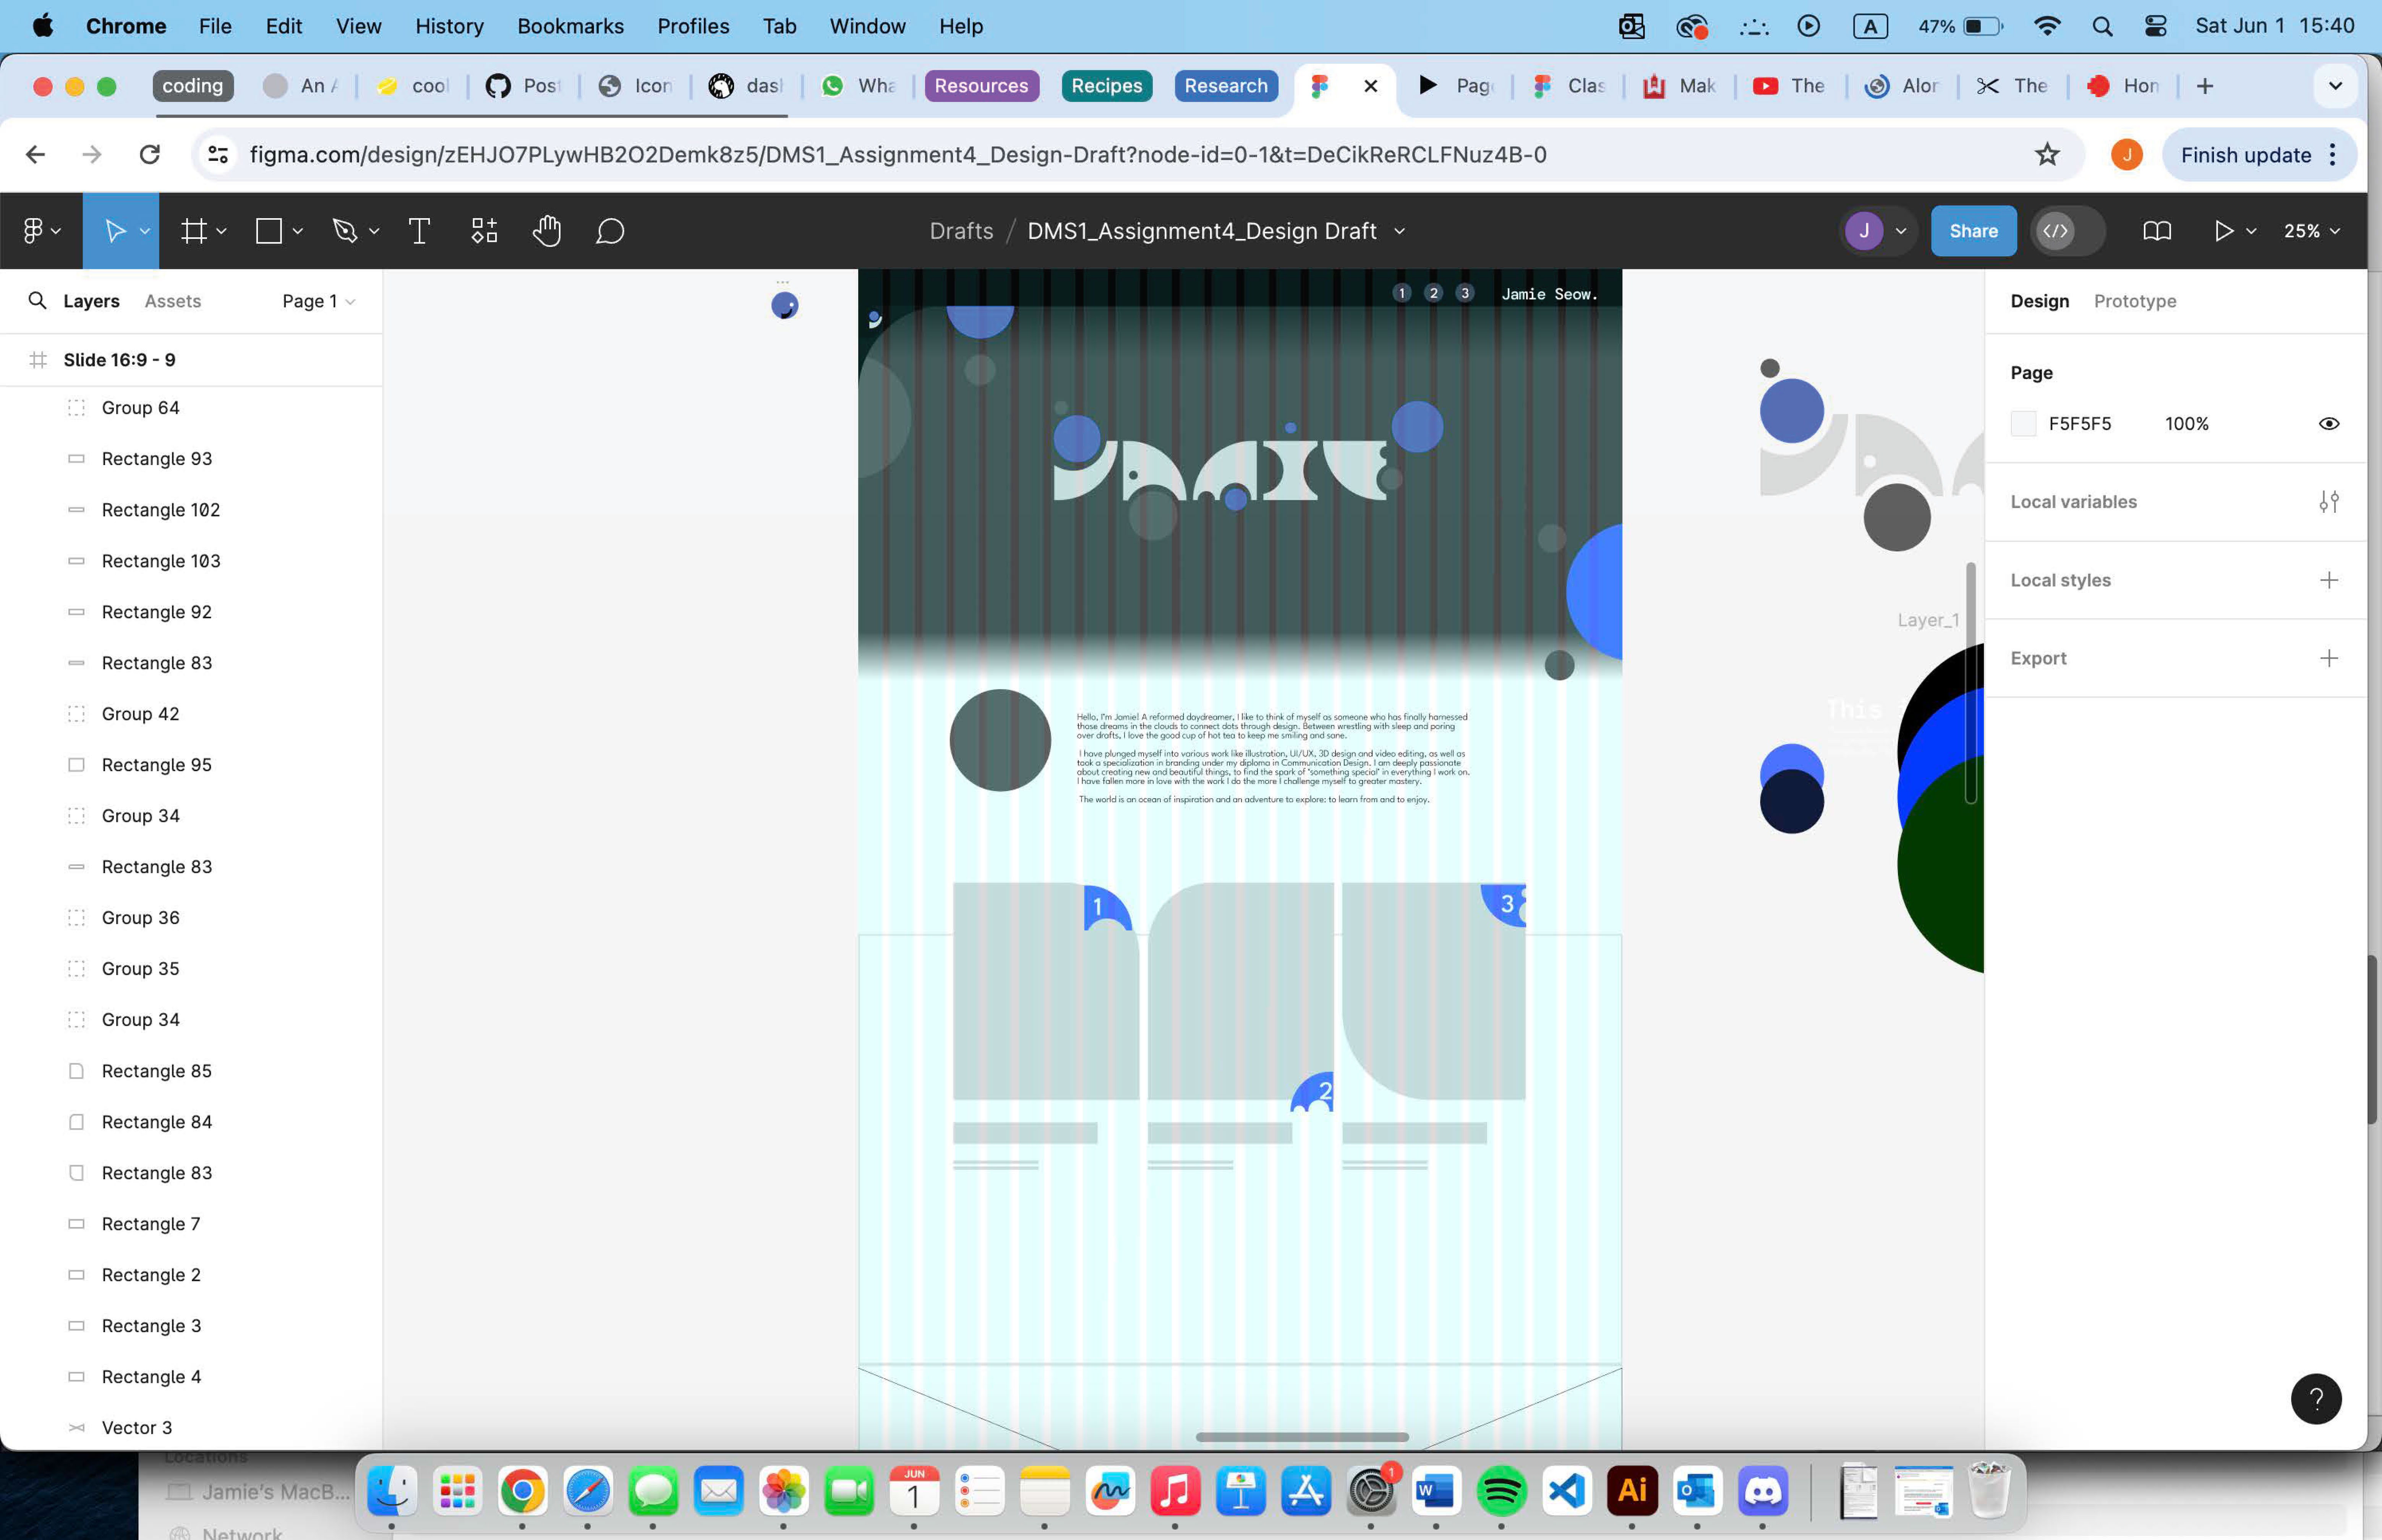 Chrome File Edit View History Bookmarks Profiles Tab Window Help A 47% Sat Jun 1 15:40
coding An coo Pos Icon das Wha Resources Recipes Research Pag Clas Mak The Alor The Hon
figma.com/design/zEHJO7PLywHB2O2Demk8z5/DMS1_Assignment4_Design-Draft?node-id=0-1&t=DeCikReRCLFNuz4B-0 J Finish update
Drafts / DMS1_Assignment4_Design Draft J Share 25%
Layers Assets Page 1
Slide 16:9 - 9
Group 64
Rectangle 93
Rectangle 102
Rectangle 103
Rectangle 92
Rectangle 83
Group 42
Rectangle 95
Group 34
Rectangle 83
Group 36
Group 35
Group 34
Rectangle 85
Rectangle 84
Rectangle 83
Rectangle 7
Rectangle 2
Rectangle 3
Rectangle 4
Vector 3
1 2 3 Jamie Seow.
Hello, I'm Jamie! A reformed daydreamer, I like to think of myself as someone who has finally harnessed
those dreams in the clouds to connect dots through design. Between wrestling with sleep and poring
over drafts, I love the good cup of hot tea to keep me smiling and sane.
I have plunged myself into various work like illustration, UI/UX, 3D design and video editing, as well as
took a specialization in branding under my diploma in Communication Design. I am deeply passionate
about creating new and beautiful things, to find the spark of 'something special' in everything I work on.
I have fallen more in love with the work I do the more I challenge myself to greater mastery.
The world is an ocean of inspiration and an adventure to explore; to learn from and to enjoy.
1
2
3
Layer_1
This
Design Prototype
Page
F5F5F5 100%
Local variables
Local styles
Export
?
Locations
Jamie's MacB...
Network
JUN
1
1
W
Ai